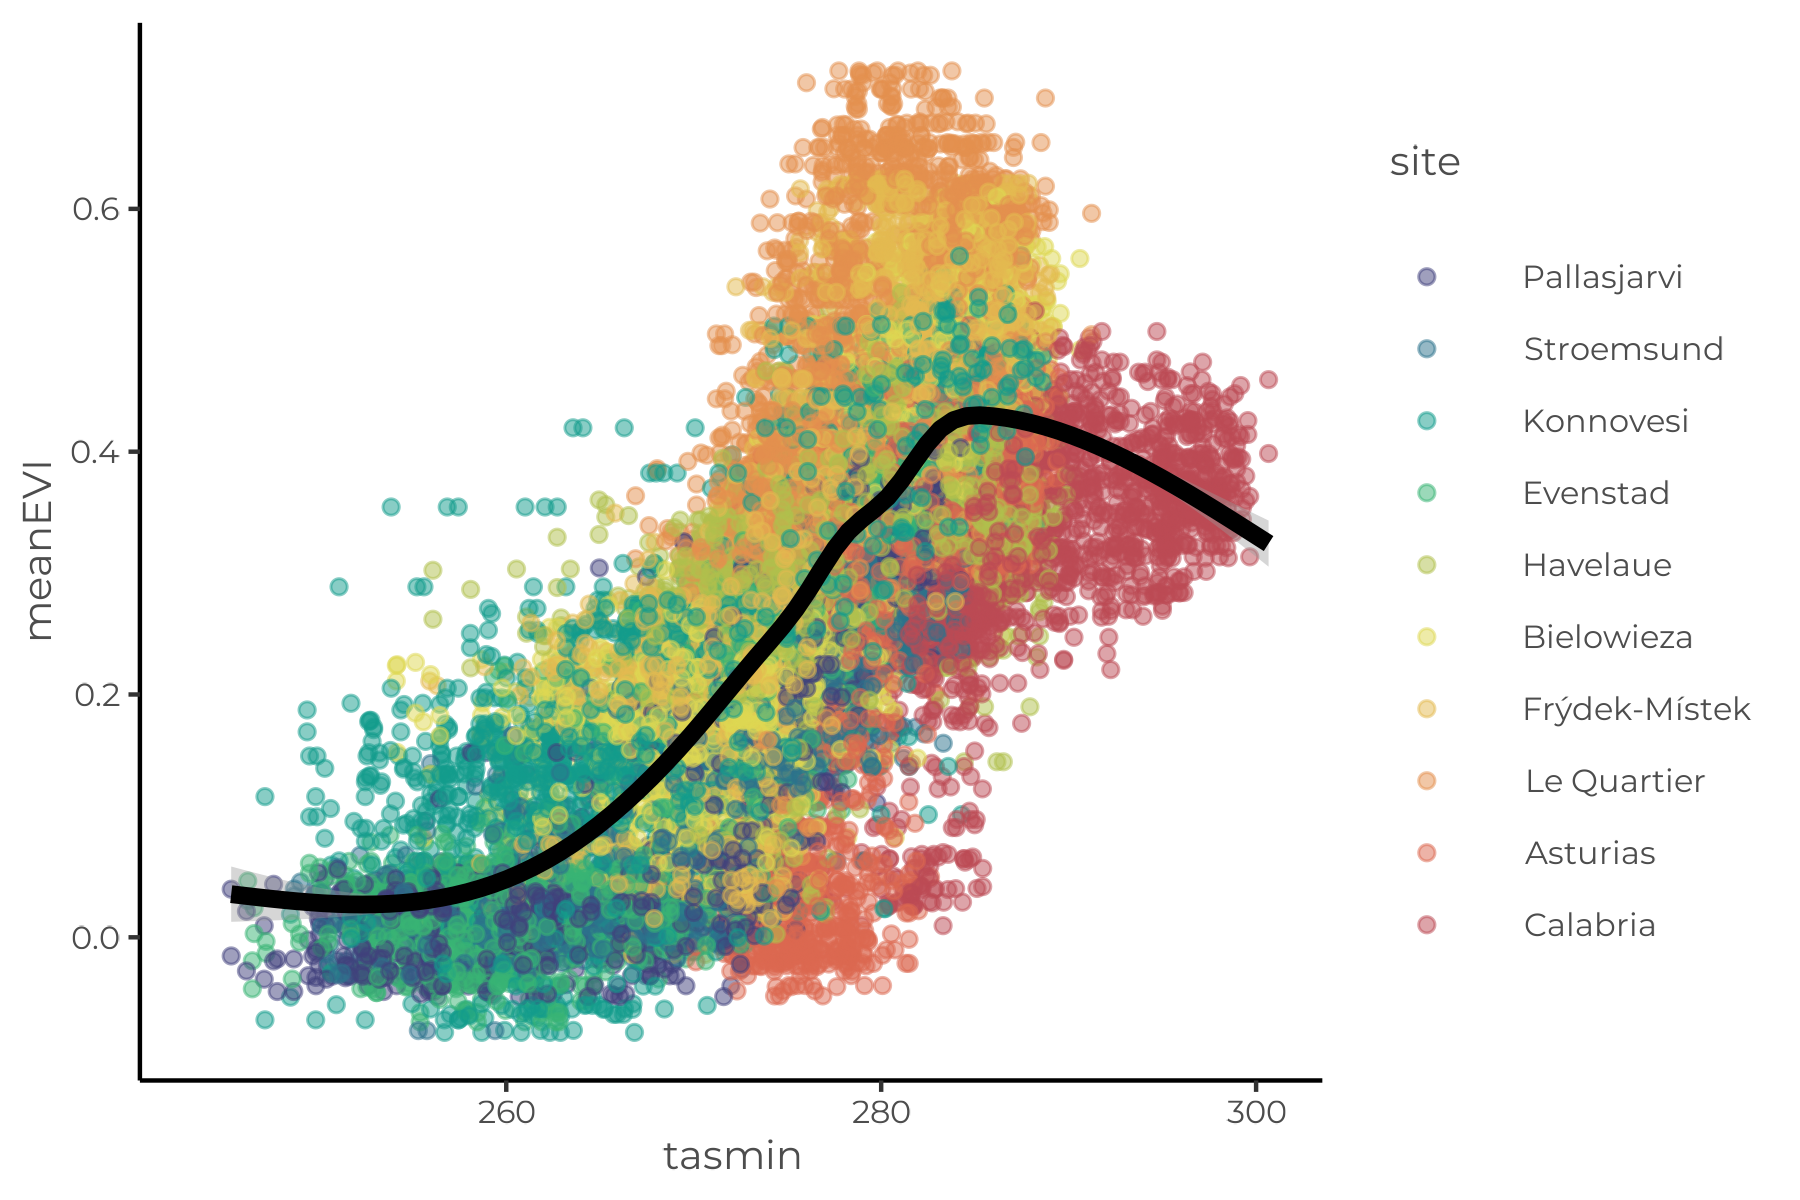 meanEVI
0.6
0.4
0.2
0.0
260
280
300
tasmin
site
Pallasjarvi
Stroemsund
Konnovesi
Evenstad
Havelaue
Bielowieza
Frýdek-Místek
Le Quartier
Asturias
Calabria